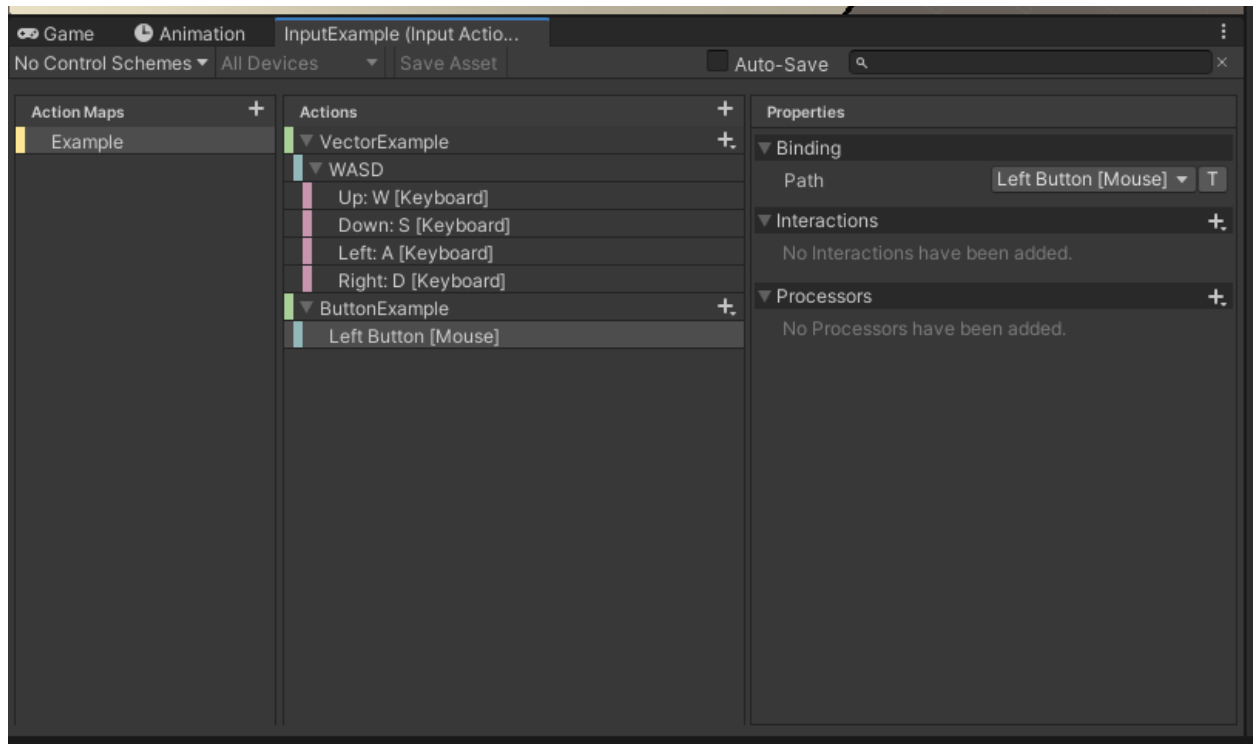 Game Animation InputExample (Input Actio...
No Control Schemes All Devices Save Asset Auto-Save
Action Maps
Example
Actions
VectorExample
WASD
Up: W [Keyboard]
Down: S [Keyboard]
Left: A [Keyboard]
Right: D [Keyboard]
ButtonExample
Left Button [Mouse]
Properties
Binding
Path Left Button [Mouse] T
Interactions
No Interactions have been added.
Processors
No Processors have been added.